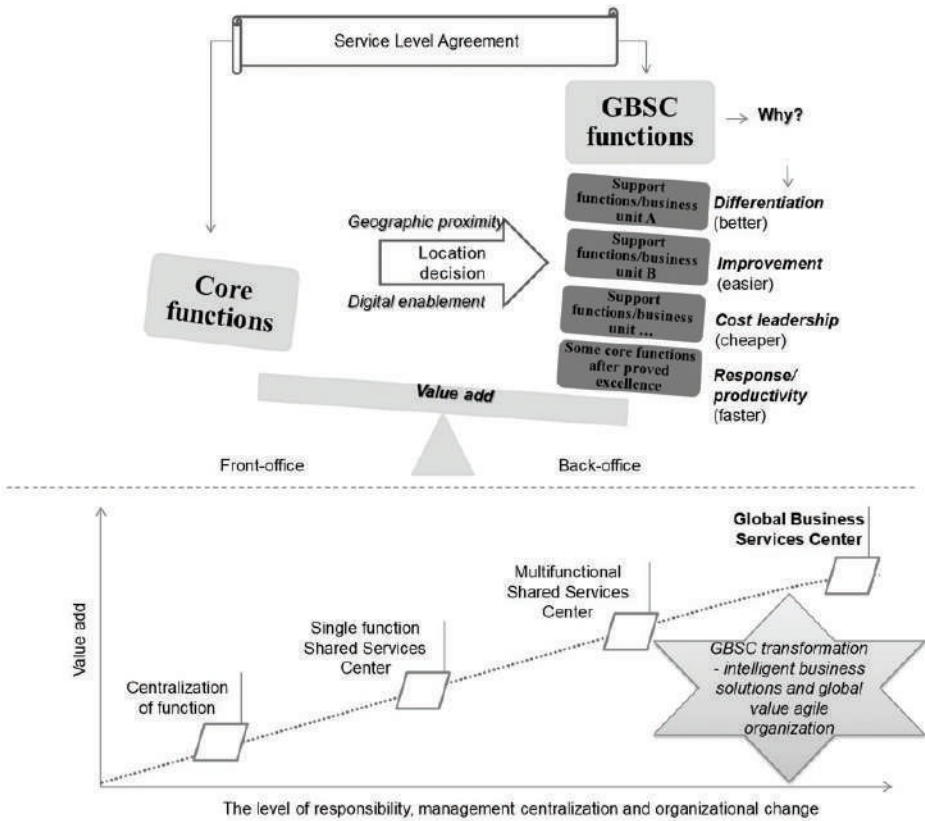 Service Level Agreement
GBSC
functions
Why?
Support
functions/business
unit A
Differentiation
(better)
Geographic proximity
Location
decision
Digital enablement
Support
functions/business
unit B
Improvement
(easier)
Core
functions
Support
functions/business
unit ...
Cost leadership
(cheaper)
Some core functions
after proved
excellence
Response/
productivity
(faster)
Value add
Front-office
Back-office
Value add
Centralization
of function
Single function
Shared Services
Center
Multifunctional
Shared Services
Center
Global Business
Services Center
GBSC transformation
- intelligent business
solutions and global
value agile
organization
The level of responsibility, management centralization and organizational change